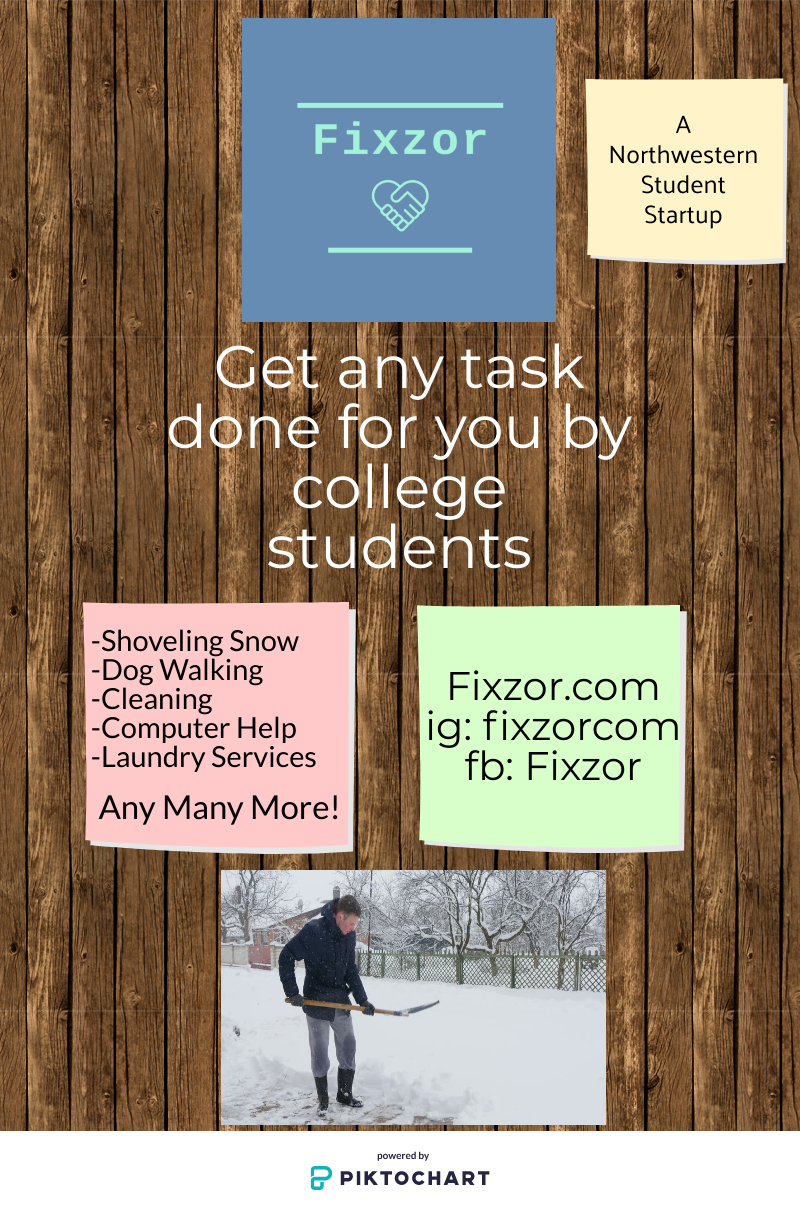 Fixzor
A
Northwestern
Student
Startup
Get any task
done for you by
college
students
-Shoveling Snow
-Dog Walking
-Cleaning
-Computer Help
-Laundry Services
Any Many More!
Fixzor.com
ig: fixzorcom
fb: Fixzor
powered by
PIKTOCHART